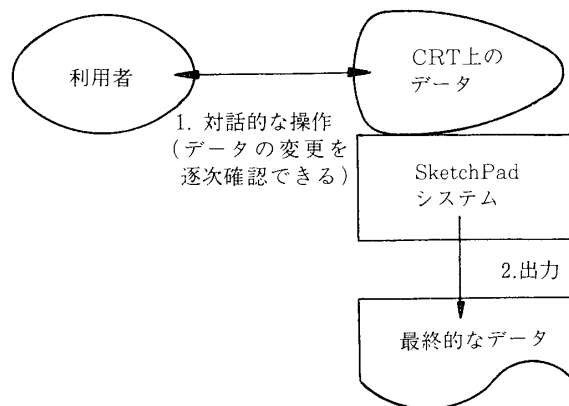 利用者
CRT上の
データ
1. 対話的な操作
(データの変更を
逐次確認できる)
SketchPad
システム
2.出力
最終的なデータ